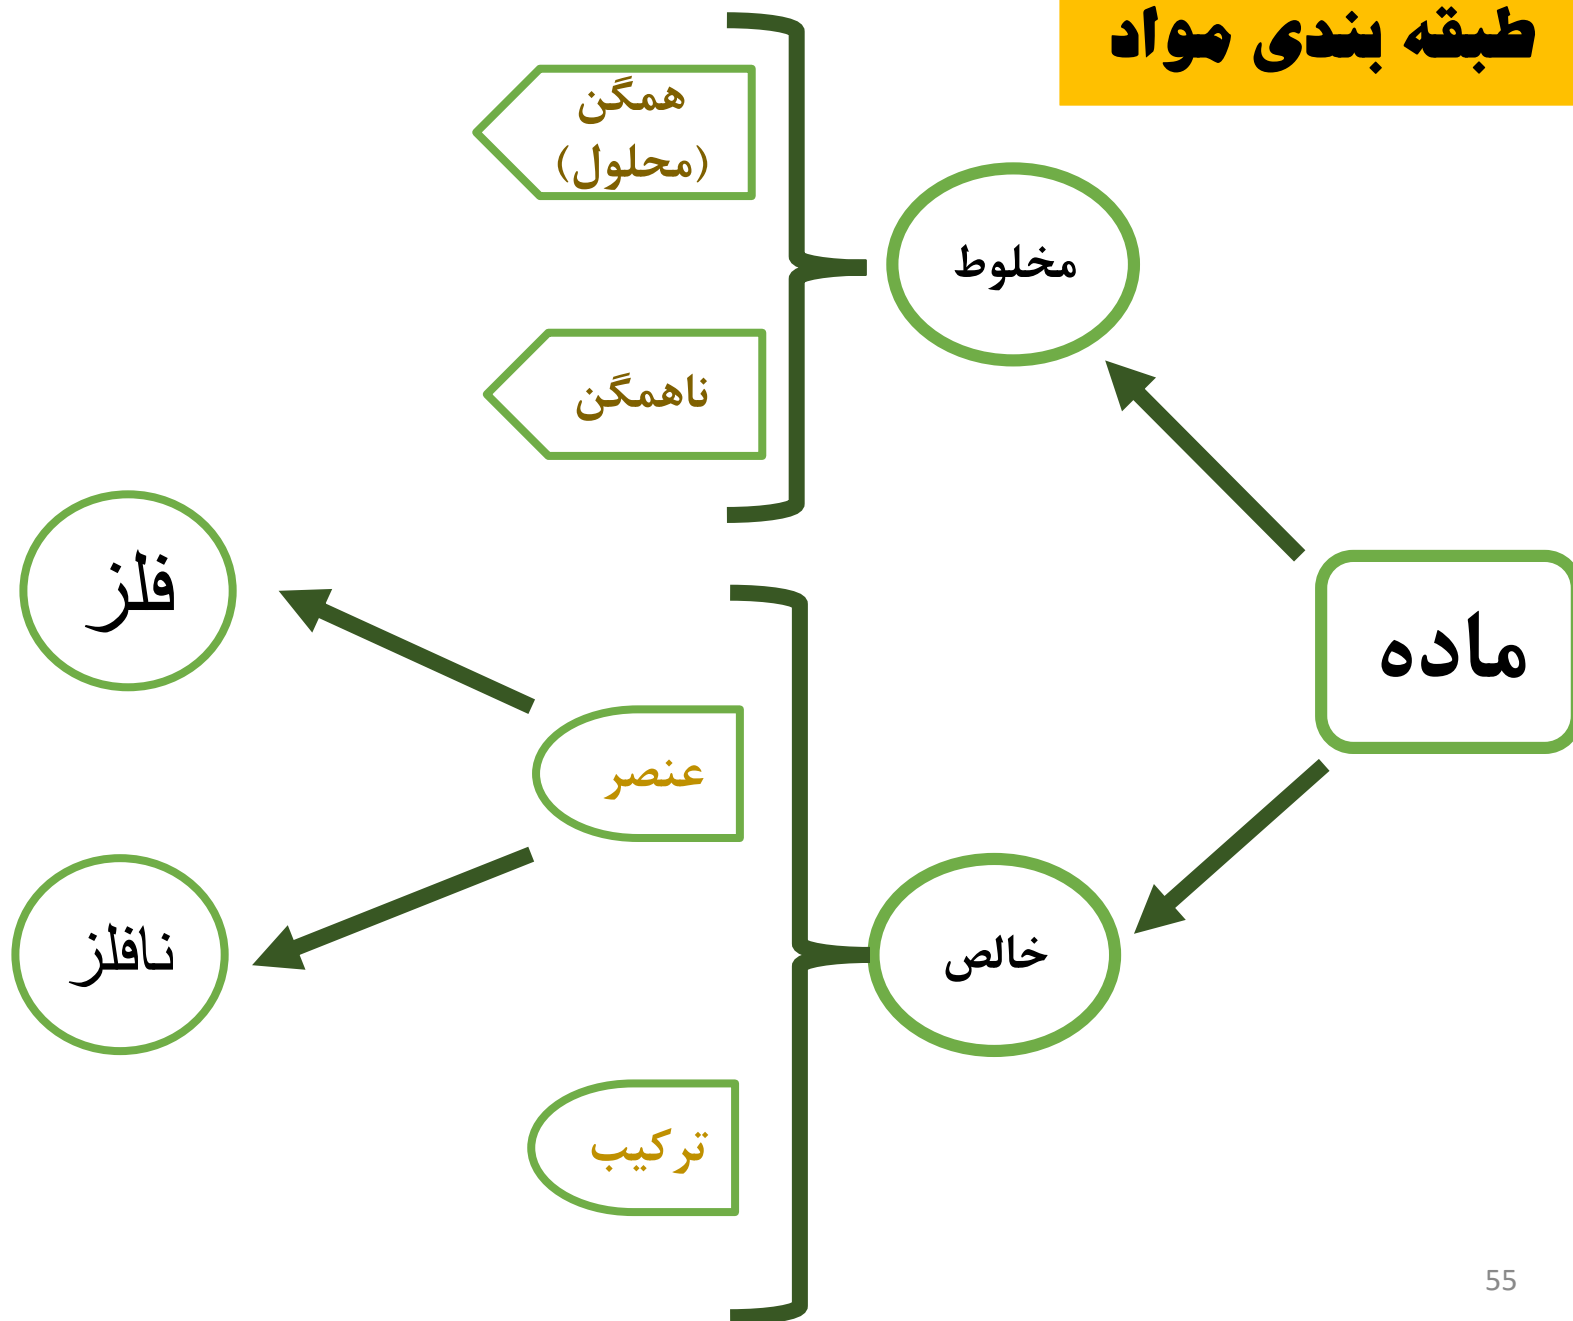 طبقه بندی مواد
ماده
مخلوط
همگن
(محلول)
ناهمگن
خالص
عنصر
فلز
نافلز
ترکیب
55